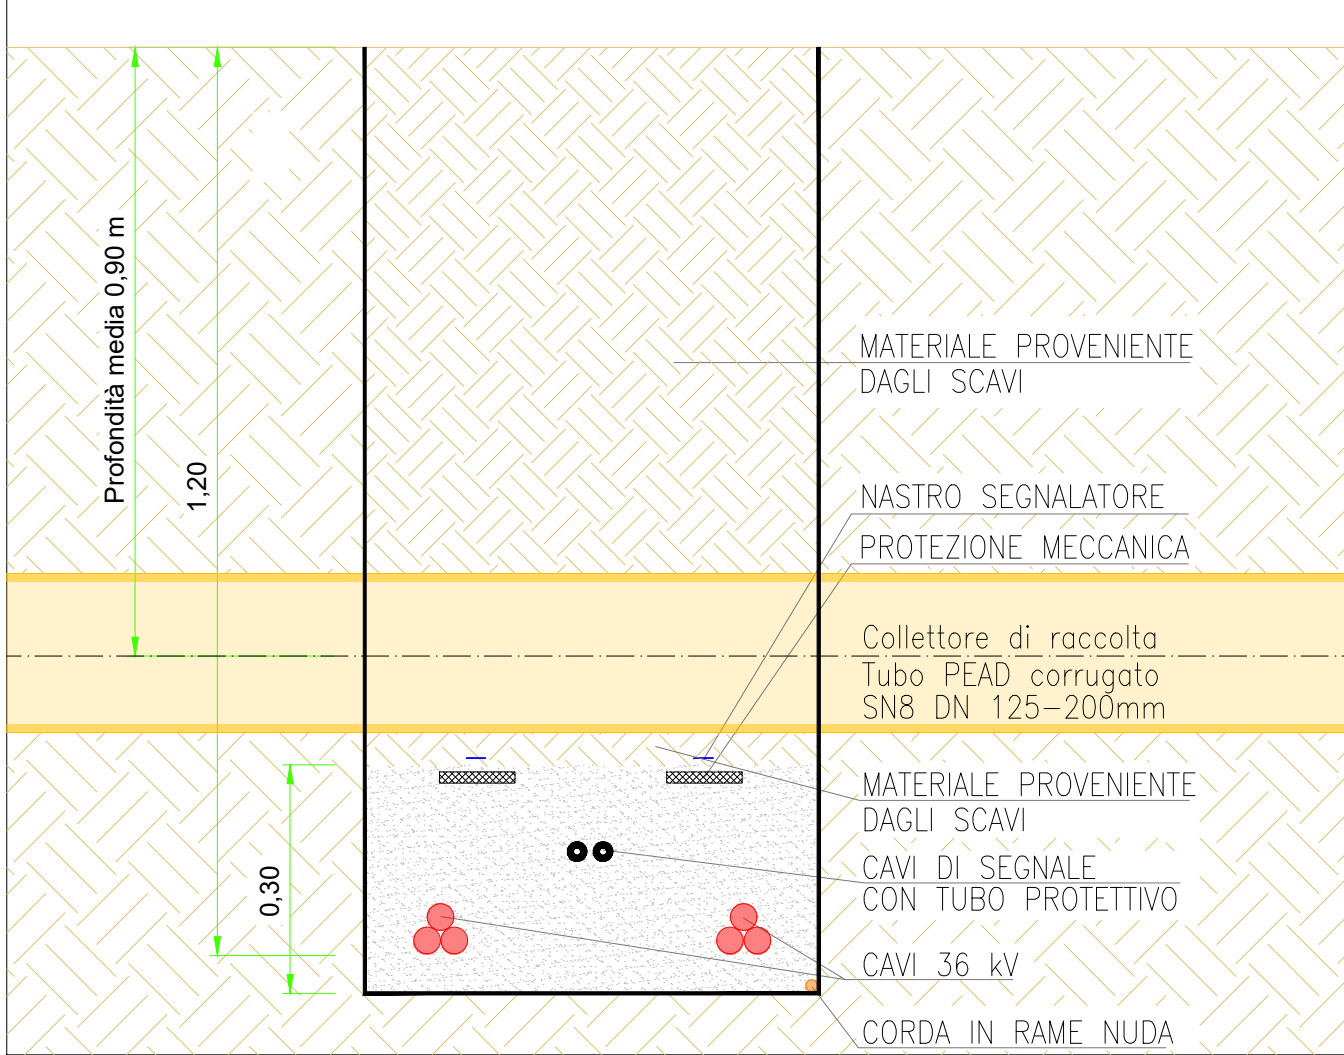 Profondità media 0,90 m
1,20
0,30
MATERIALE PROVENIENTE
DAGLI SCAVI
NASTRO SEGNALATORE
PROTEZIONE MECCANICA
Collettore di raccolta
Tubo PEAD corrugato
SN8 DN 125-200mm
MATERIALE PROVENIENTE
DAGLI SCAVI
CAVI DI SEGNALE
CON TUBO PROTETTIVO
CAVI 36 kV
CORDA IN RAME NUDA